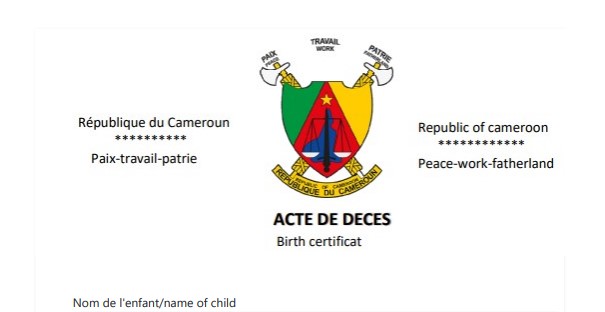 TRAVAIL
WORK
PAIX
PEACE
PATRIE
FATHERLAND
République du Cameroun
**********
Paix-travail-patrie
Republic of cameroon
************
Peace-work-fatherland
REPUBLIC OF CAMEROON
REPUBLIQUE DU CAMEROUN
ACTE DE DECES
Birth certificat
Nom de l'enfant/name of child